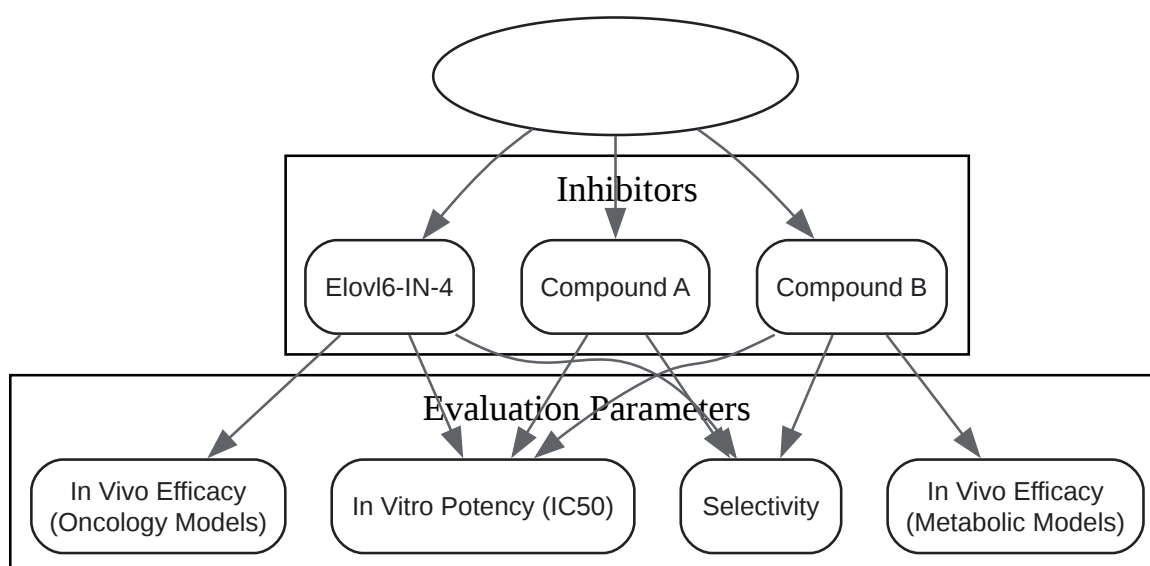 Inhibitors
Elovl6-IN-4
Compound A
Compound B
Evaluation Parameters
In Vivo Efficacy
(Oncology Models)
In Vitro Potency (IC50)
Selectivity
In Vivo Efficacy
(Metabolic Models)